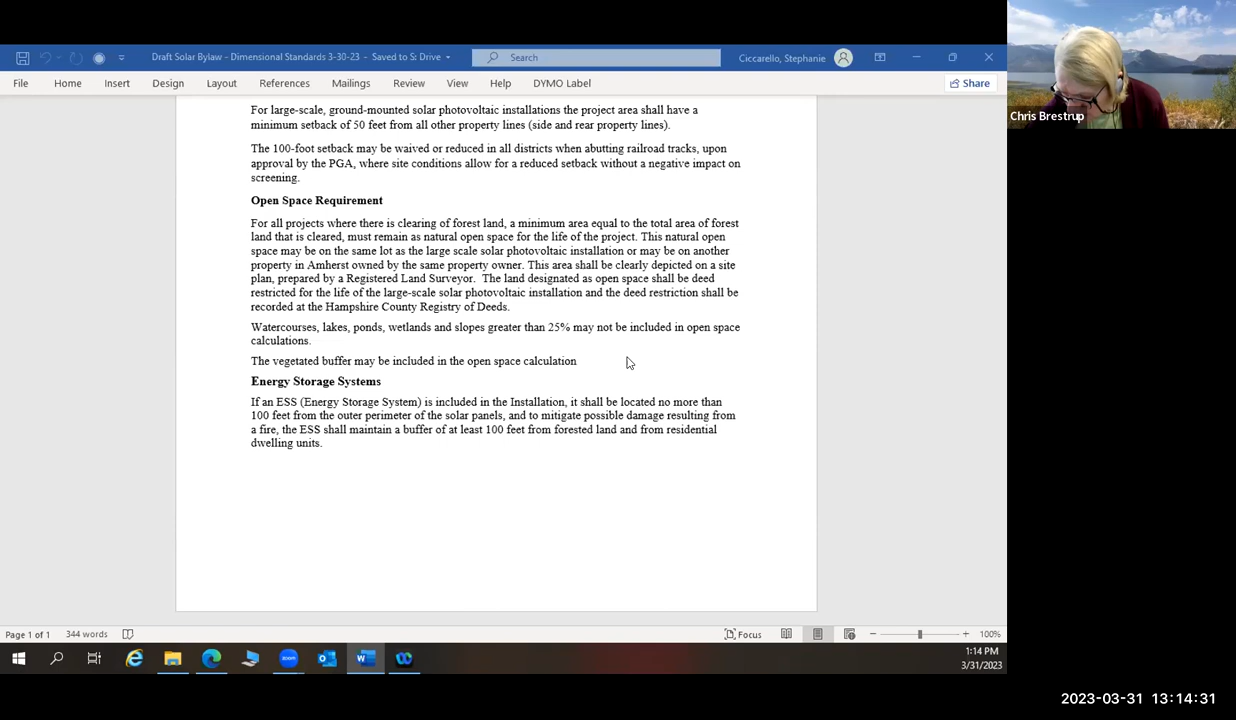 Draft Solar Bylaw - Dimensional Standards 3-30-23 - Saved to S: Drive
Search
Ciccarello, Stephanie
File Home Insert Design Layout References Mailings Review View Help DYMO Label Share
For large-scale, ground-mounted solar photovoltaic installations the project area shall have a
minimum setback of 50 feet from all other property lines (side and rear property lines).
The 100-foot setback may be waived or reduced in all districts when abutting railroad tracks, upon
approval by the PGA, where site conditions allow for a reduced setback without a negative impact on
screening.
Open Space Requirement
For all projects where there is clearing of forest land, a minimum area equal to the total area of forest
land that is cleared, must remain as natural open space for the life of the project. This natural open
space may be on the same lot as the large scale solar photovoltaic installation or may be on another
property in Amherst owned by the same property owner. This area shall be clearly depicted on a site
plan, prepared by a Registered Land Surveyor.  The land designated as open space shall be deed
restricted for the life of the large-scale solar photovoltaic installation and the deed restriction shall be
recorded at the Hampshire County Registry of Deeds.
Watercourses, lakes, ponds, wetlands and slopes greater than 25% may not be included in open space
calculations.
The vegetated buffer may be included in the open space calculation
Energy Storage Systems
If an ESS (Energy Storage System) is included in the Installation, it shall be located no more than
100 feet from the outer perimeter of the solar panels, and to mitigate possible damage resulting from
a fire, the ESS shall maintain a buffer of at least 100 feet from forested land and from residential
dwelling units.
Page 1 of 1 344 words Focus 100%
1:14 PM
3/31/2023
Chris Brestrup
2023-03-31 13:14:31